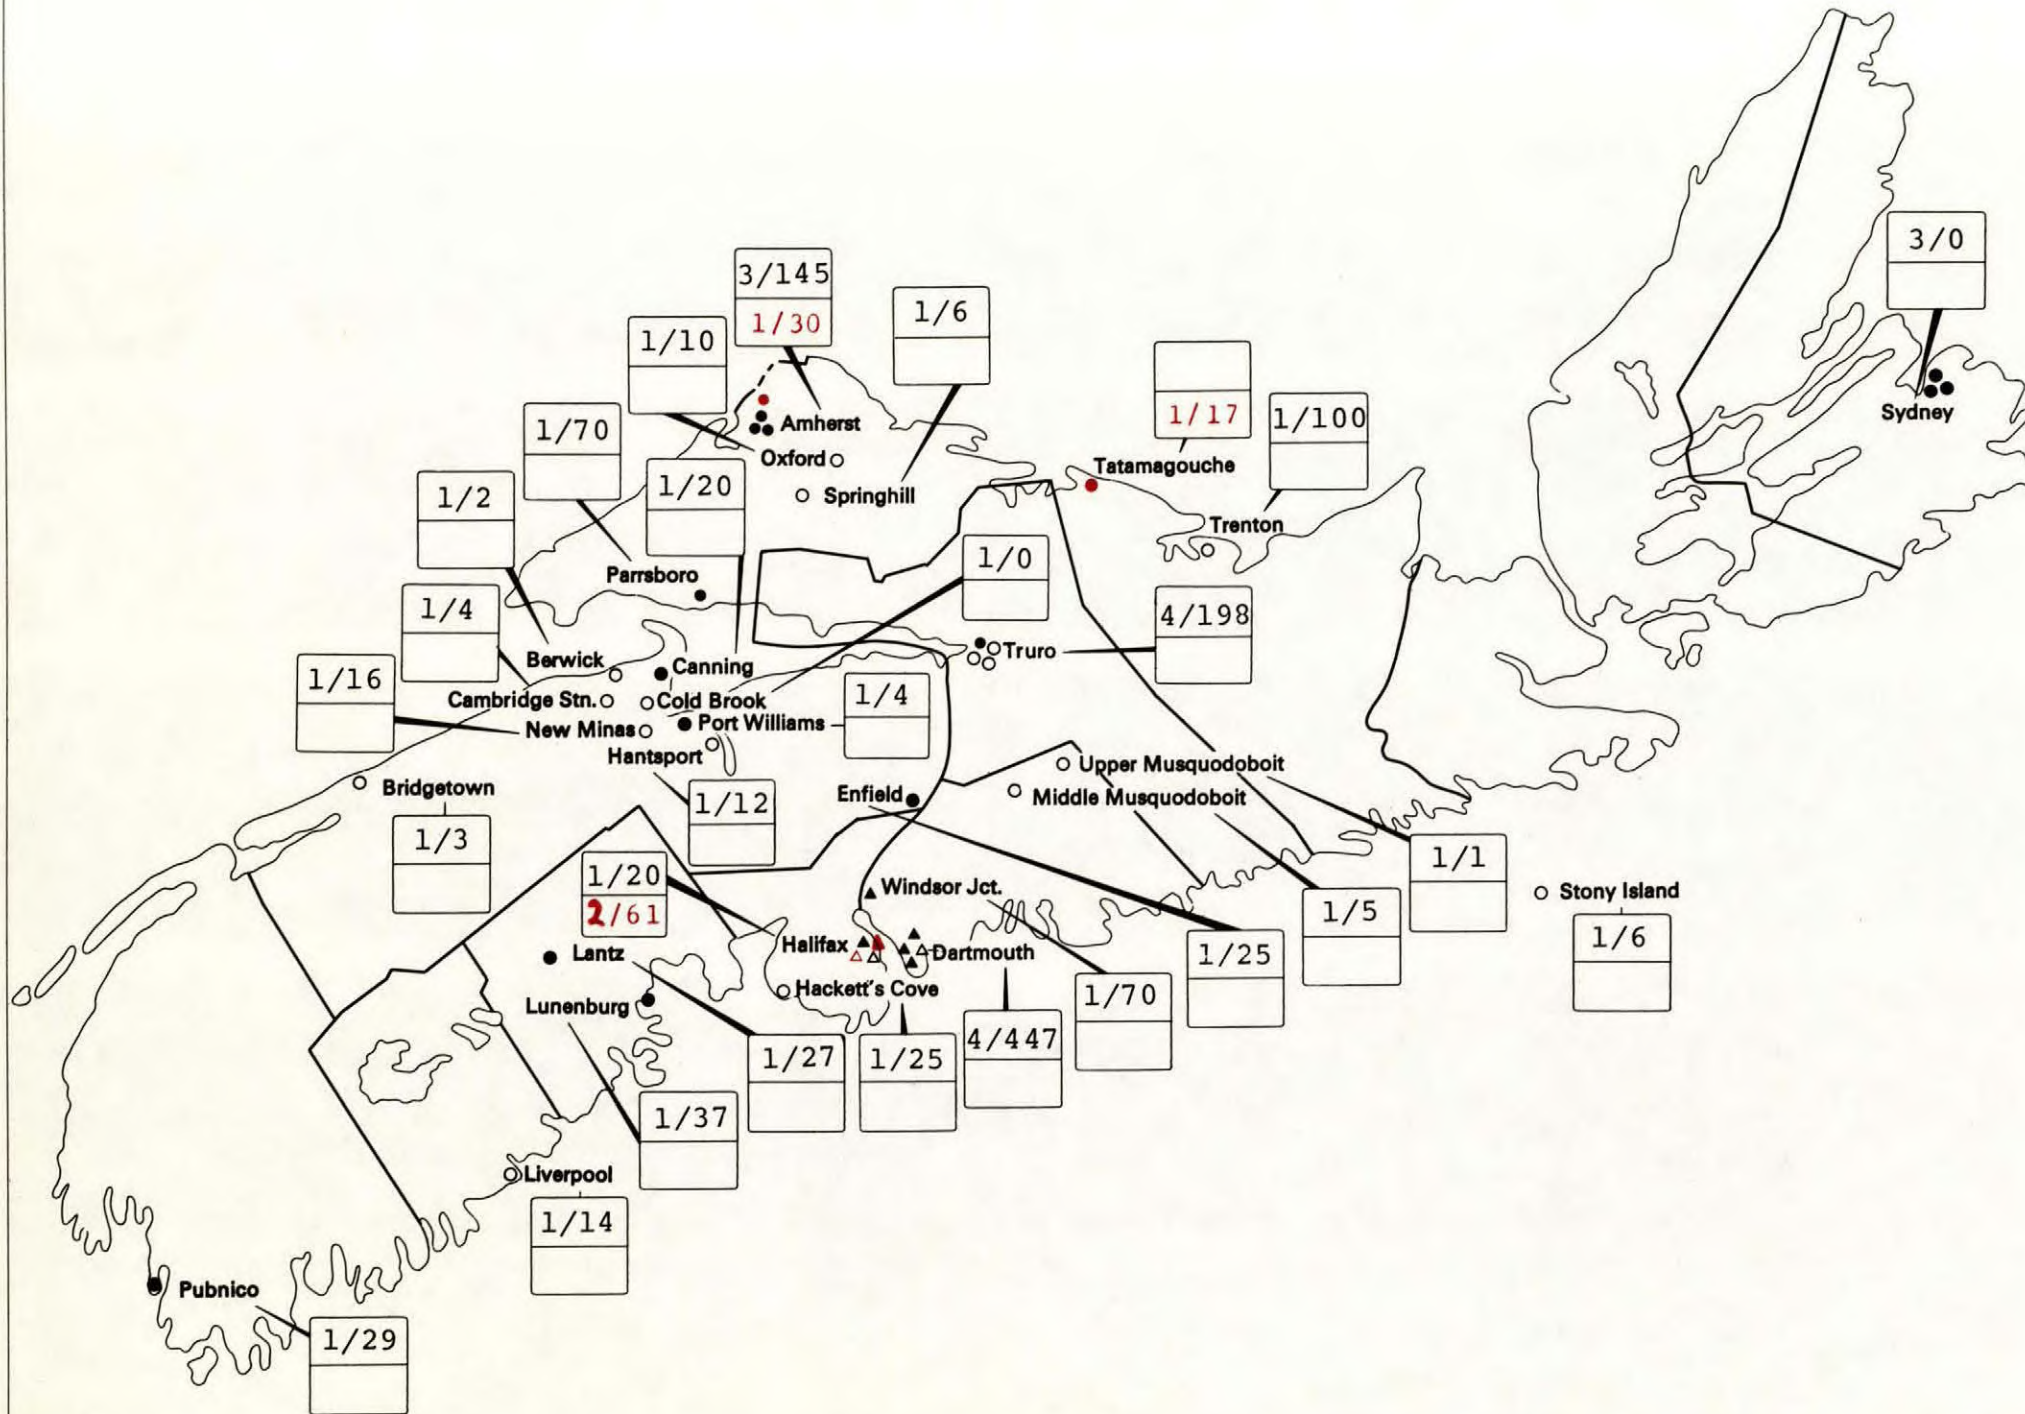 3/0
Sydney
3/145
1/30
1/6
1/10
1/17
1/100
1/70
Amherst
Oxford
Tatamagouche
1/2
1/20
Springhill
Trenton
1/0
Parrsboro
1/4
4/198
Truro
Berwick
Canning
1/16
Cambridge Stn.
Cold Brook
1/4
New Minas
Port Williams
Hantsport
Upper Musquodoboit
Bridgetown
Enfield
Middle Musquodoboit
1/12
1/3
1/1
1/20
2/61
Windsor Jct.
Stony Island
1/5
1/6
Halifax
Dartmouth
Lantz
1/25
Hackett's Cove
1/70
Lunenburg
4/447
1/27
1/25
1/37
Liverpool
1/14
Pubnico
1/29